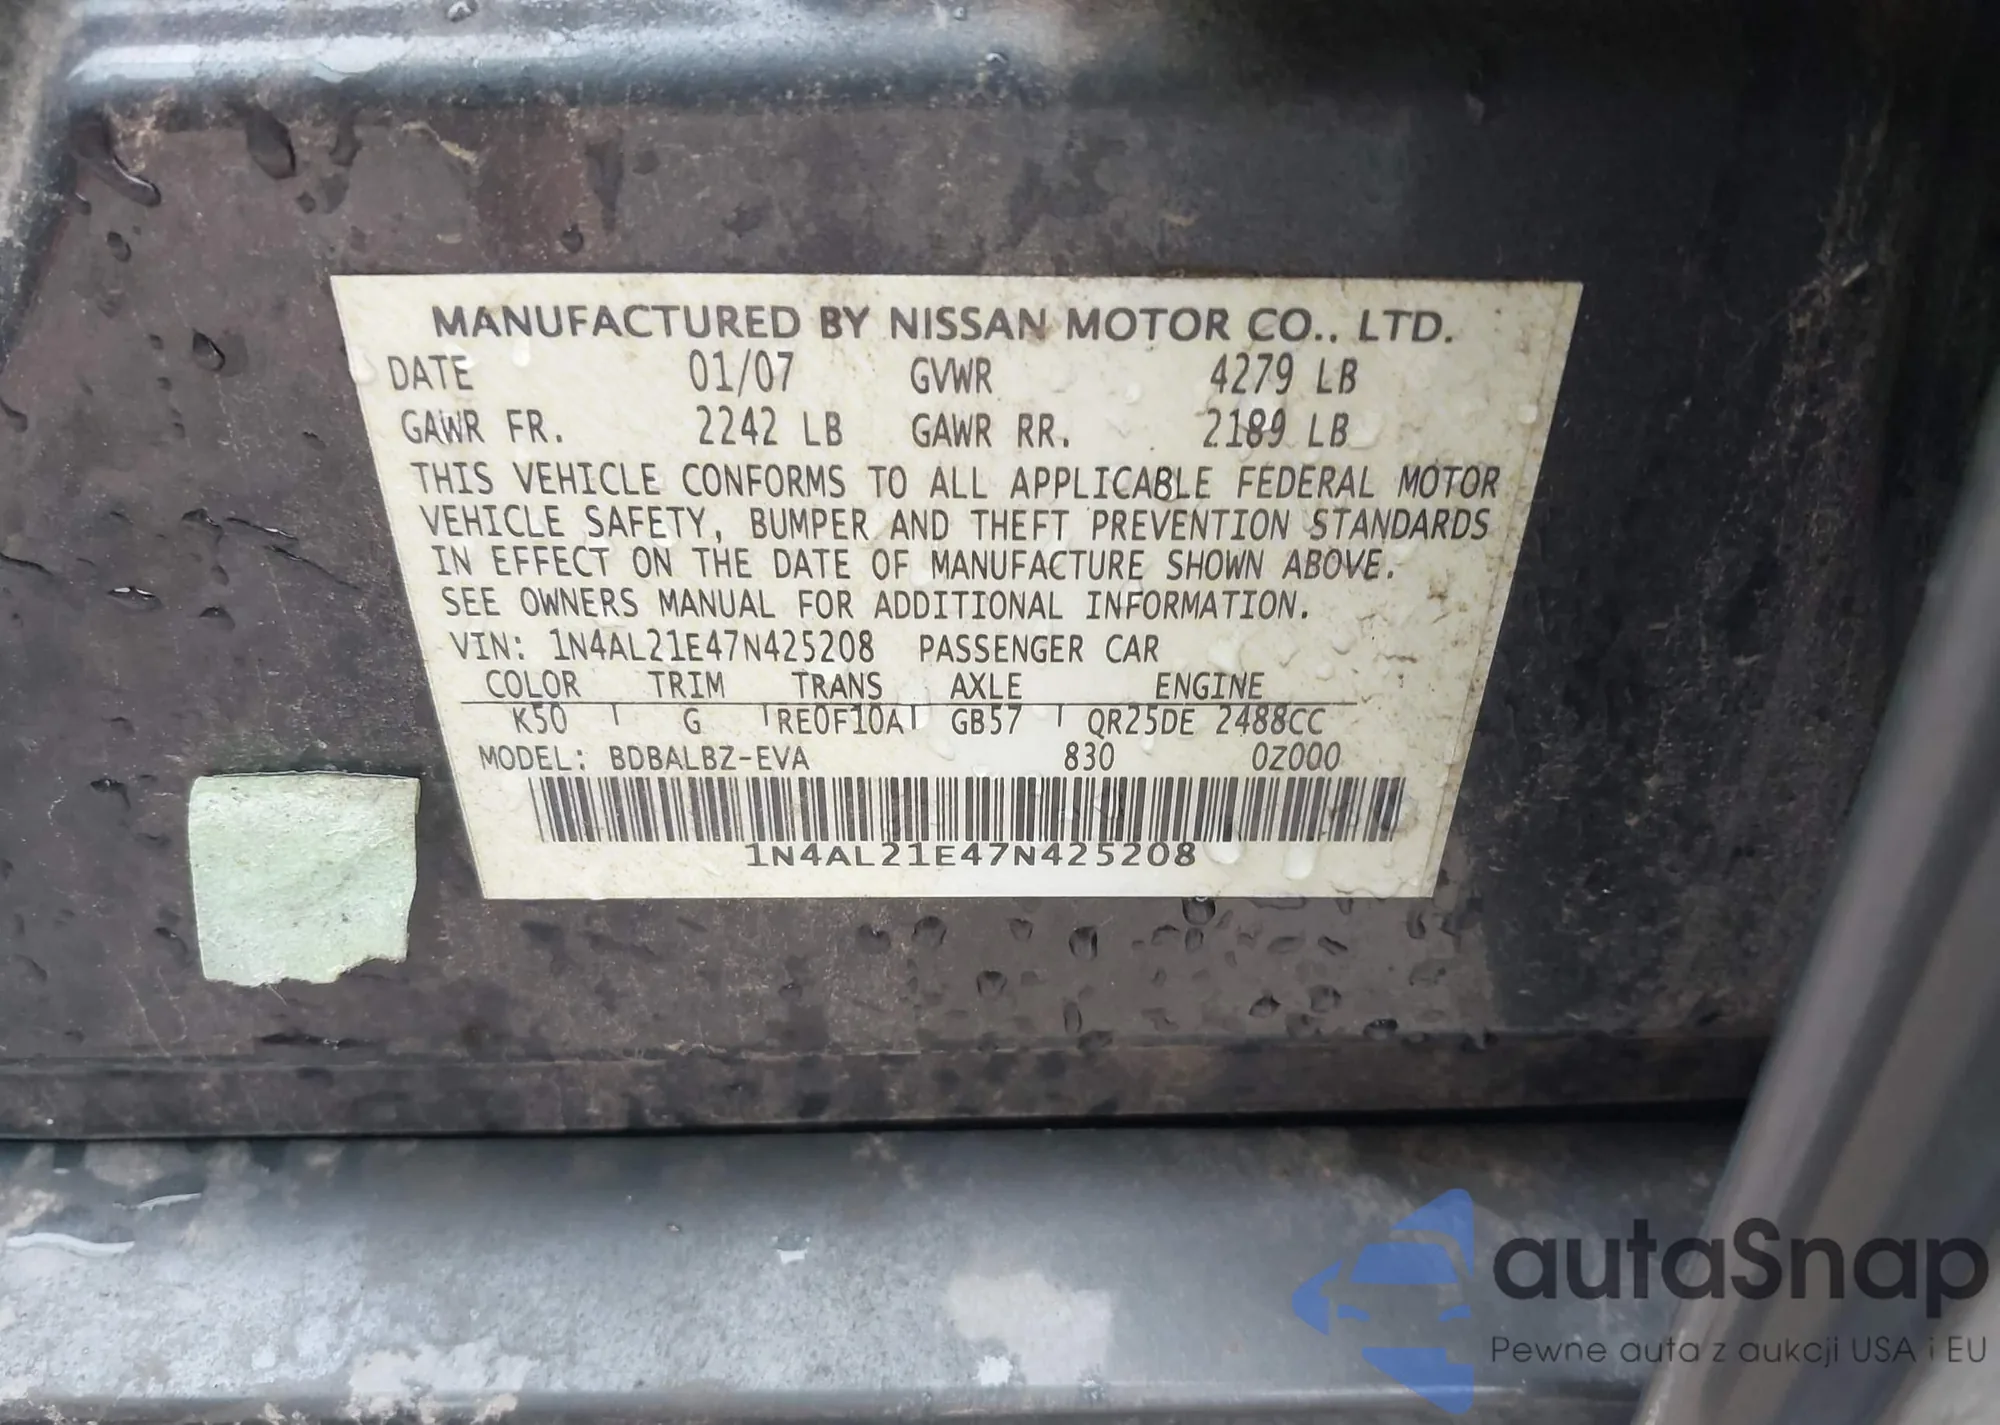 MANUFACTURED BY NISSAN MOTOR CO., LTD.
DATE 01/07 GVWR 4279 LB
GAWR FR. 2242 LB GAWR RR. 2189 LB
THIS VEHICLE CONFORMS TO ALL APPLICABLE FEDERAL MOTOR
VEHICLE SAFETY, BUMPER AND THEFT PREVENTION STANDARDS
IN EFFECT ON THE DATE OF MANUFACTURE SHOWN ABOVE.
SEE OWNERS MANUAL FOR ADDITIONAL INFORMATION.
VIN: 1N4AL21E47N425208 PASSENGER CAR
COLOR TRIM TRANS AXLE ENGINE
K50 G RE0F10A GB57 QR25DE 2488CC
MODEL: BDBALBZ-EVA 830 0Z000
1N4AL21E47N425208
autaSnap
Pewne auta z aukcji USA i EU